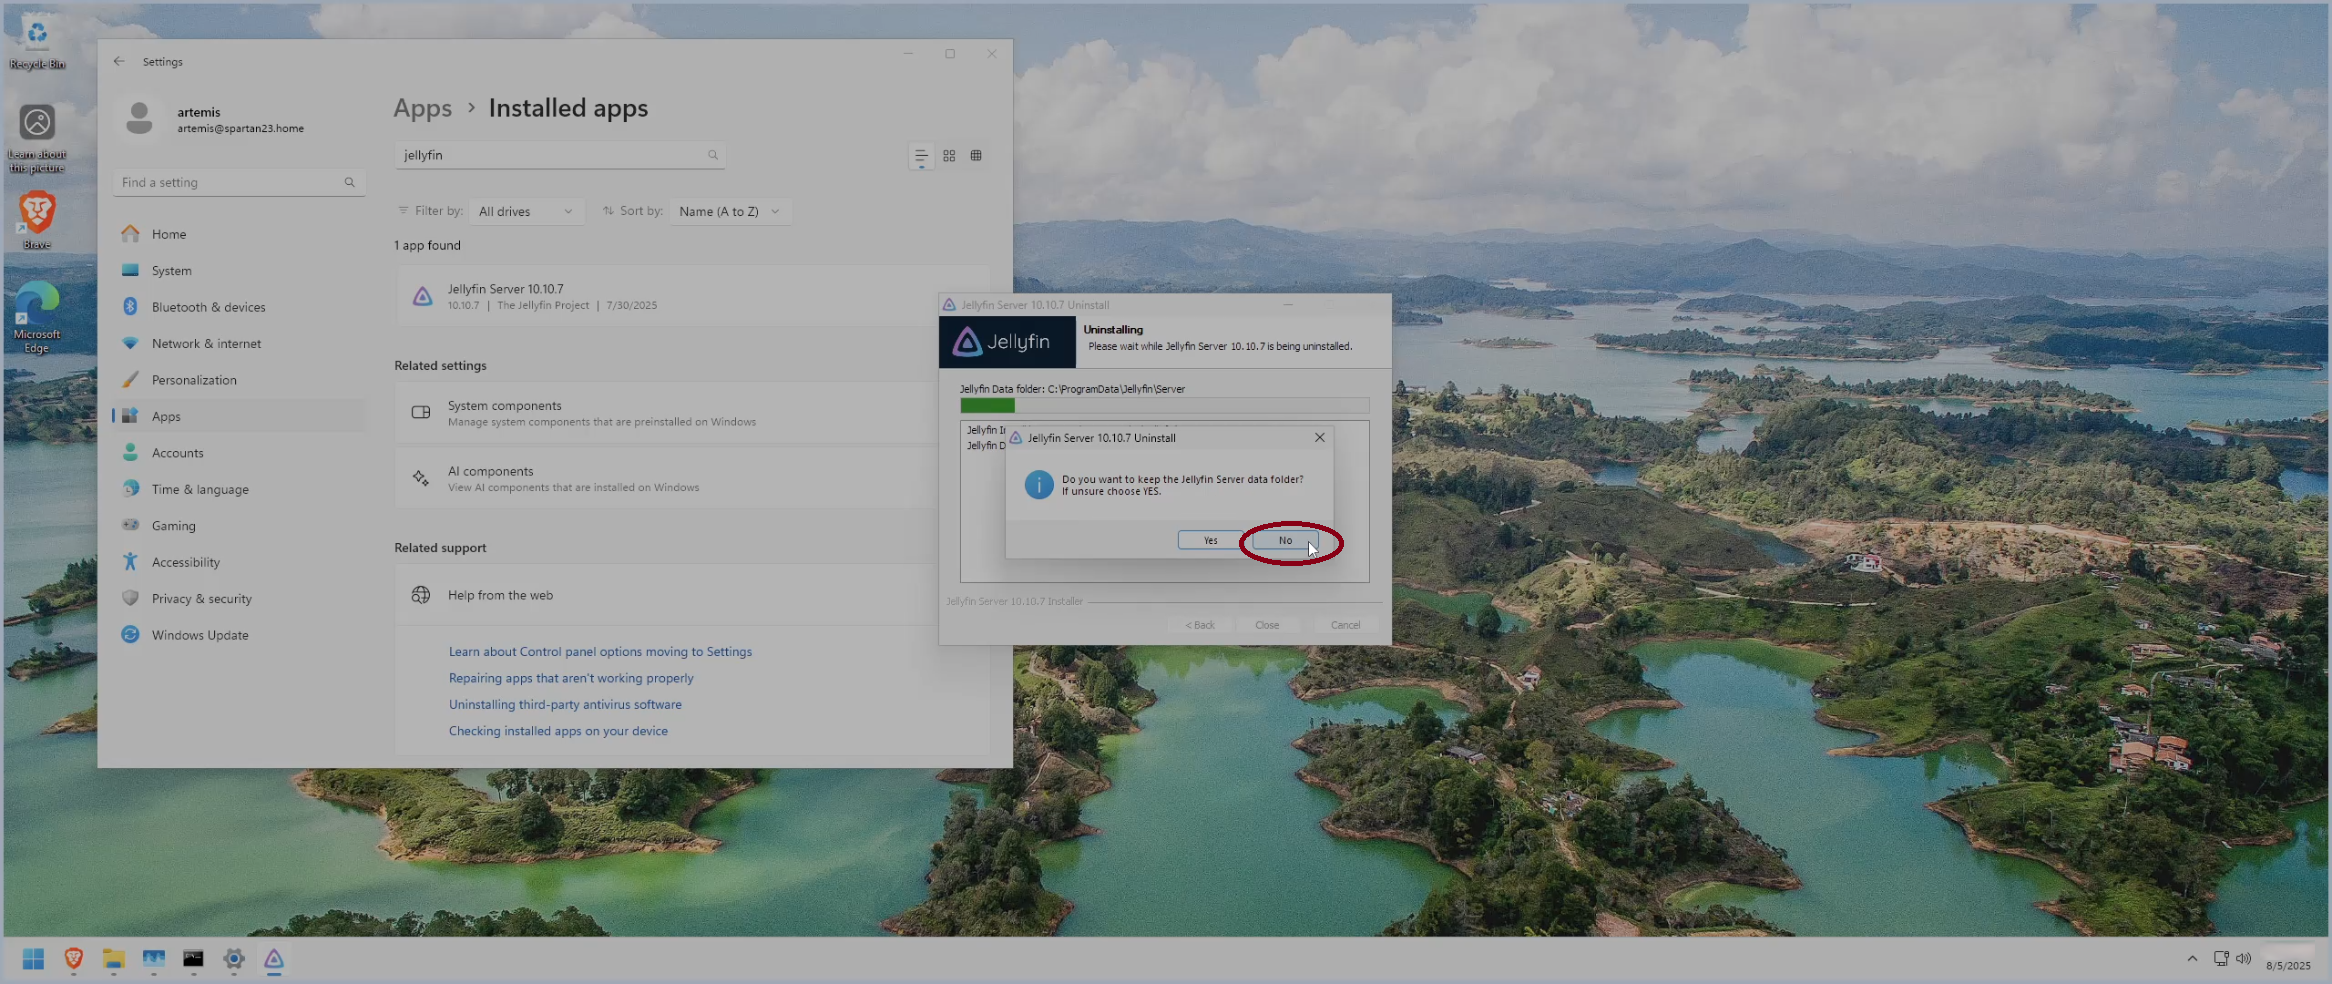 Recycle Bin
Learn about
this picture
Brave
Microsoft
Edge
Settings
artemis
artemis@spartan23.home
Find a setting
Home
System
Bluetooth & devices
Network & internet
Personalization
Apps
Accounts
Time & language
Gaming
Accessibility
Privacy & security
Windows Update
Apps > Installed apps
jellyfin
Filter by: All drives Sort by: Name (A to Z)
1 app found
Jellyfin Server 10.10.7
10.10.7 | The Jellyfin Project | 7/30/2025
Related settings
System components
Manage system components that are preinstalled on Windows
AI components
View AI components that are installed on Windows
Related support
Help from the web
Learn about Control panel options moving to Settings
Repairing apps that aren't working properly
Uninstalling third-party antivirus software
Checking installed apps on your device
Jellyfin Server 10.10.7 Uninstall
Jellyfin
Uninstalling
Please wait while Jellyfin Server 10.10.7 is being uninstalled.
Jellyfin Data folder: C:\ProgramData\Jellyfin\Server
Jellyfin
Jellyfin
Jellyfin Server 10.10.7 Uninstall
Do you want to keep the Jellyfin Server data folder?
If unsure choose YES.
Yes No
Jellyfin Server 10.10.7 Installer
< Back Close Cancel
8/5/2025